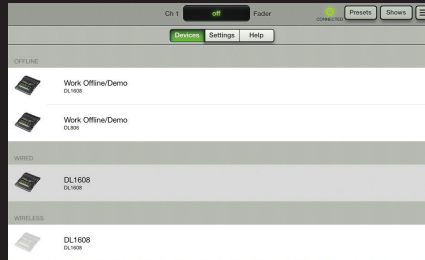 Ch 1 off Fader CONNECTED Presets Shows
Devices Settings Help
OFFLINE
Work Offline/Demo
DL1608
Work Offline/Demo
DL806
WIRED
DL1608
DL1608
WIRELESS
DL1608
DL1608